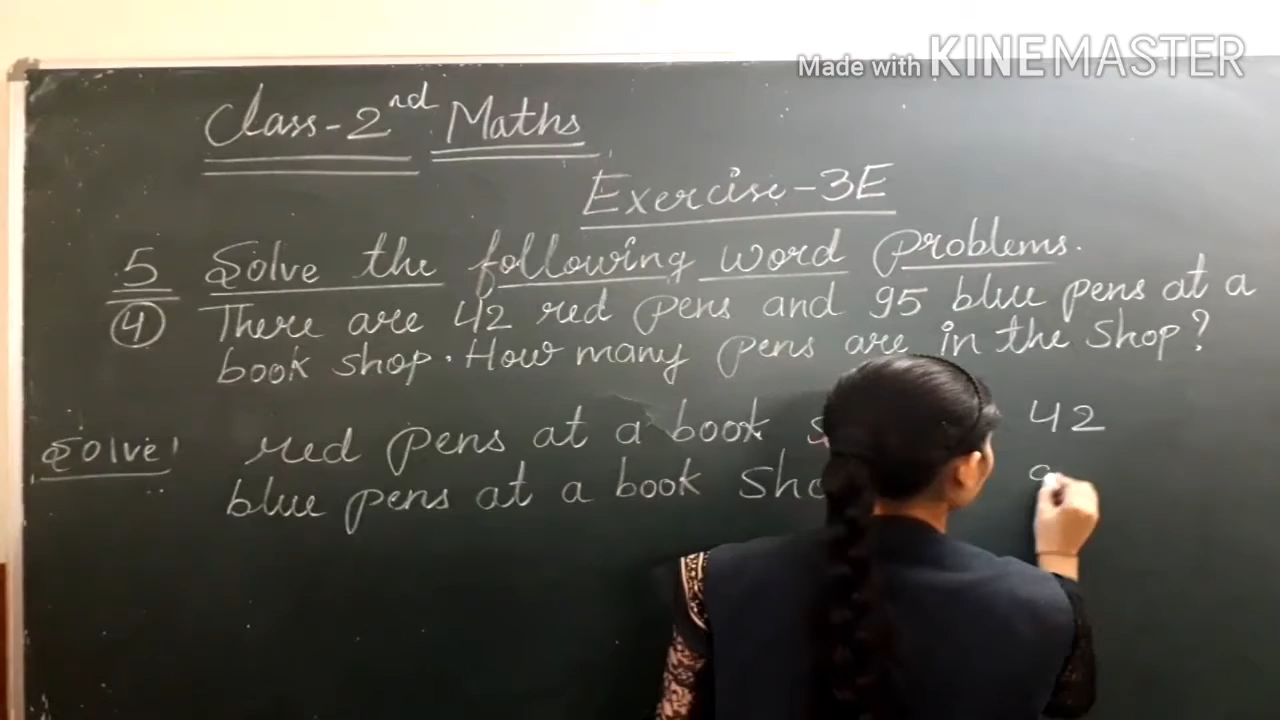 Made with KINEMASTER
Class-2nd Maths
Exercise-3E
5 Solve the following word problems.
(4) There are 42 red pens and 95 blue pens at a
book shop. How many pens are in the shop?
Solve! red pens at a book 42
blue pens at a book